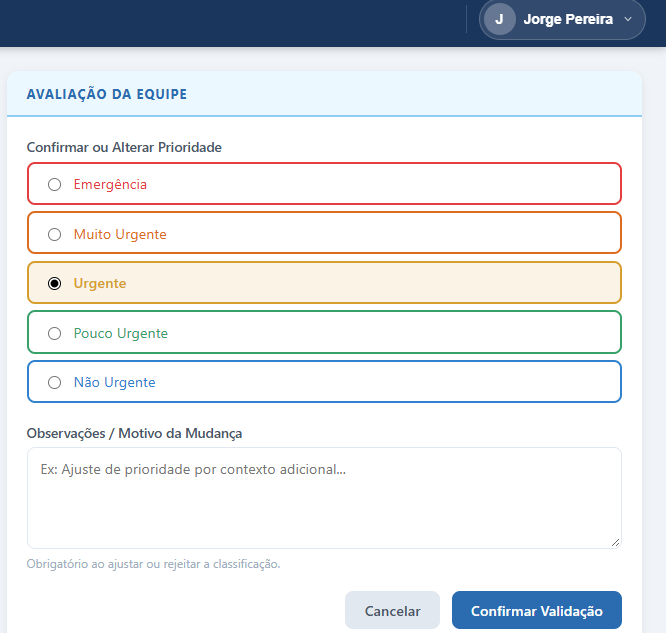 J Jorge Pereira
AVALIAÇÃO DA EQUIPE
Confirmar ou Alterar Prioridade
Emergência
Muito Urgente
Urgente
Pouco Urgente
Não Urgente
Observações / Motivo da Mudança
Ex: Ajuste de prioridade por contexto adicional...
Obrigatório ao ajustar ou rejeitar a classificação.
Cancelar Confirmar Validação